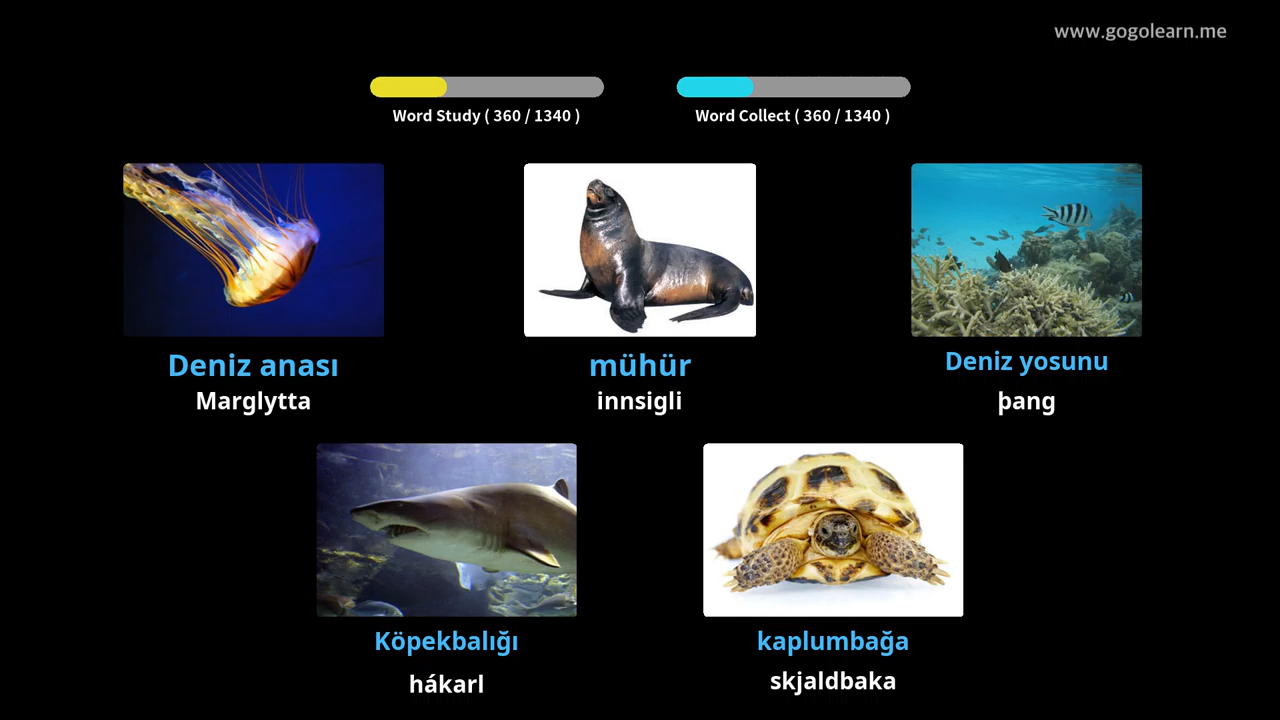 www.gogolearn.me
Word Study ( 360 / 1340 )
Word Collect ( 360 / 1340 )
Deniz anası
Marglytta
mühür
innsigli
Deniz yosunu
þang
Köpekbalığı
hákarl
kaplumbağa
skjaldbaka